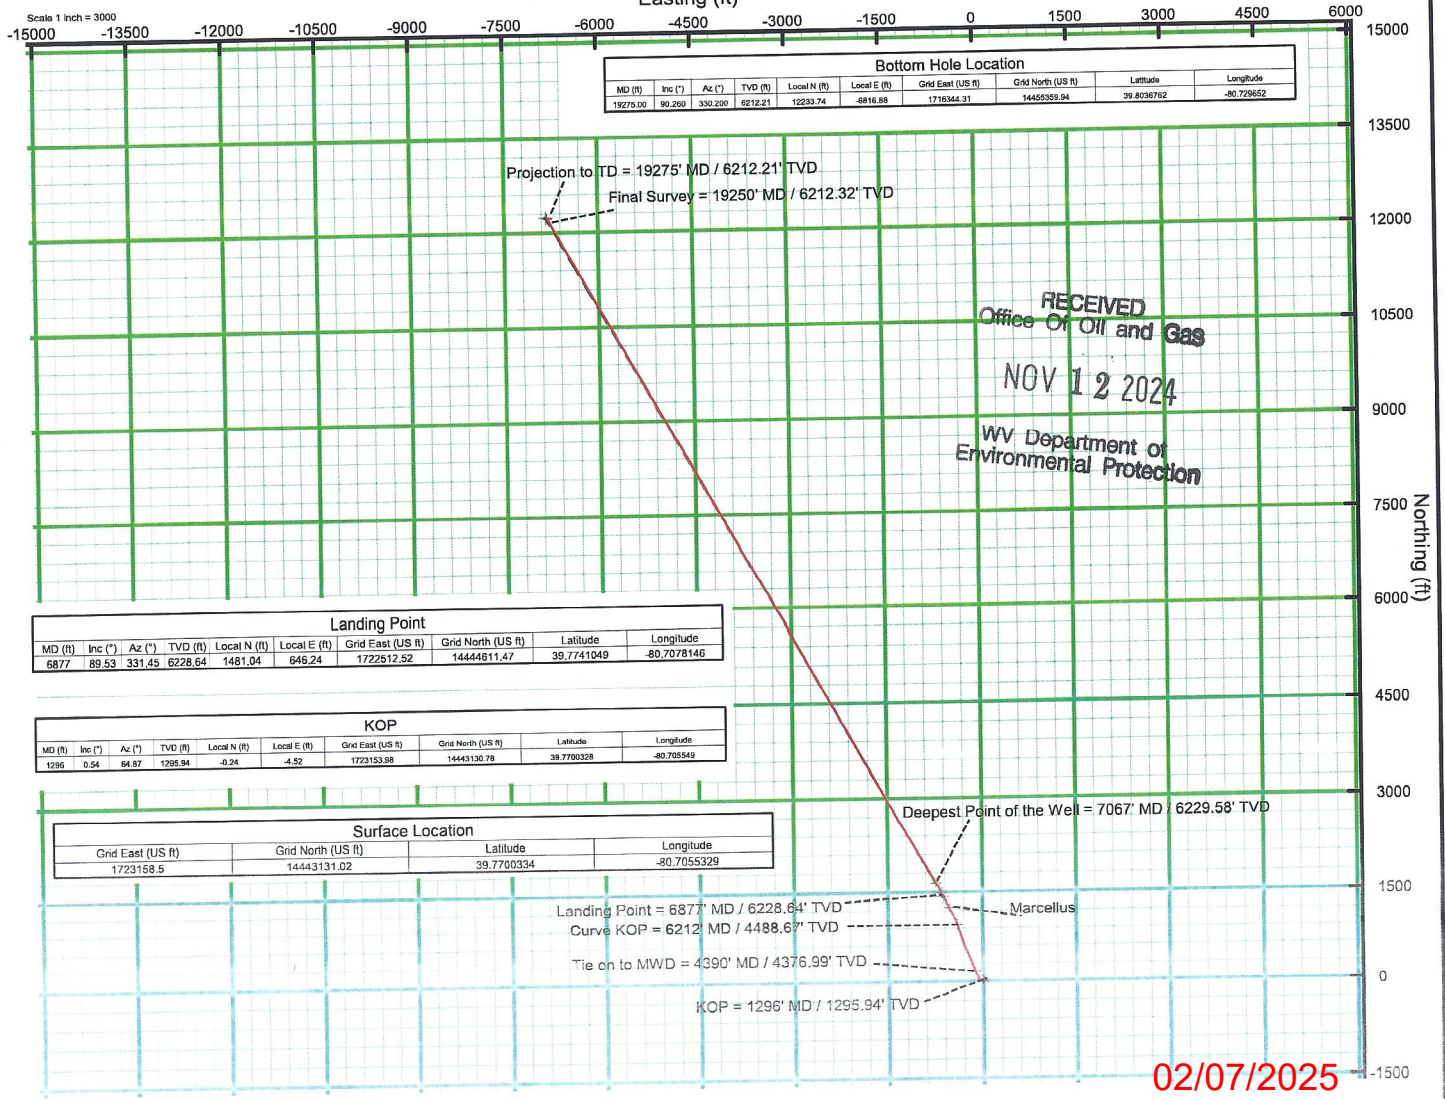 Easting (ft)
Scale 1 inch = 3000
-15000 -13500 -12000 -10500 -9000 -7500 -6000 -4500 -3000 -1500 0 1500 3000 4500 6000
15000
Bottom Hole Location
MD (ft) Inc (°) Az (°) TVD (ft) Local N (ft) Local E (ft) Grid East (US ft) Grid North (US ft) Latitude Longitude
19275.00 90.260 330.200 6212.21 12233.74 -6816.88 1716344.31 14455359.94 39.8036762 -80.729652
13500
Projection to TD = 19275' MD / 6212.21' TVD
Final Survey = 19250' MD / 6212.32' TVD
12000
RECEIVED
Office Of Oil and Gas
10500
NOV 12 2024
9000
WV Department of
Environmental Protection
7500
Northing (ft)
6000
Landing Point
MD (ft) Inc (°) Az (°) TVD (ft) Local N (ft) Local E (ft) Grid East (US ft) Grid North (US ft) Latitude Longitude
6877 89.53 331.45 6228.64 1481.04 646.24 1722512.52 14444611.47 39.7741049 -80.7078146
4500
KOP
MD (ft) Inc (°) Az (°) TVD (ft) Local N (ft) Local E (ft) Grid East (US ft) Grid North (US ft) Latitude Longitude
1296 0.54 64.87 1295.94 -0.24 -4.52 1723153.98 14443130.78 39.7700328 -80.705549
3000
Deepest Point of the Well = 7067' MD / 6229.58' TVD
Surface Location
Grid East (US ft) Grid North (US ft) Latitude Longitude
1723158.5 14443131.02 39.7700334 -80.7055329
1500
Landing Point = 6877' MD / 6228.64' TVD
Marcellus
Curve KOP = 6212' MD / 4488.67' TVD
Tie on to MWD = 4390' MD / 4376.99' TVD
0
KOP = 1296' MD / 1295.94' TVD
-1500
02/07/2025